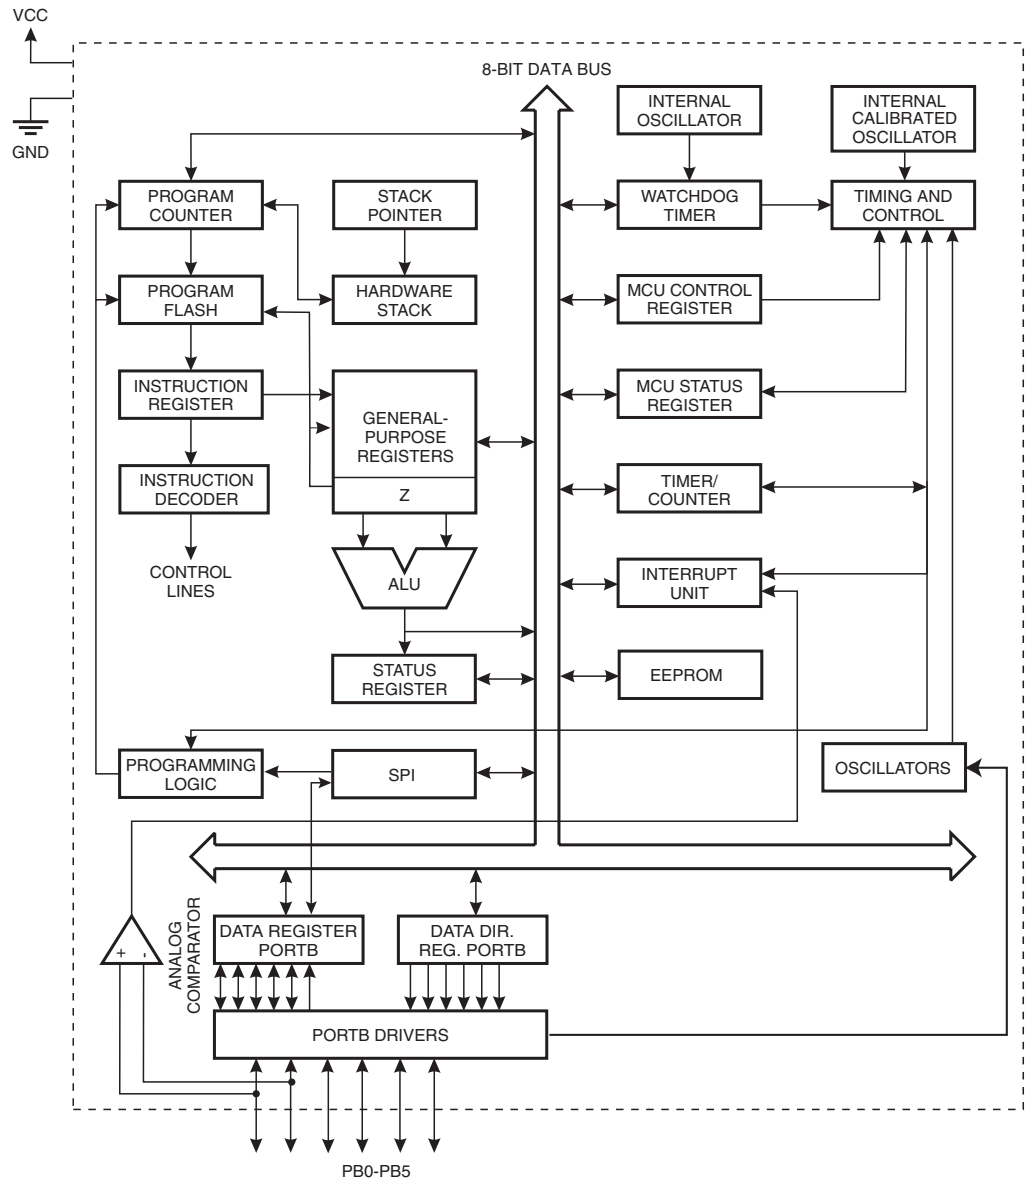 VCC
GND
8-BIT DATA BUS
INTERNAL
OSCILLATOR
INTERNAL
CALIBRATED
OSCILLATOR
PROGRAM
COUNTER
STACK
POINTER
WATCHDOG
TIMER
TIMING AND
CONTROL
PROGRAM
FLASH
HARDWARE
STACK
MCU CONTROL
REGISTER
INSTRUCTION
REGISTER
GENERAL-
PURPOSE
REGISTERS
Z
MCU STATUS
REGISTER
INSTRUCTION
DECODER
TIMER/
COUNTER
CONTROL
LINES
ALU
INTERRUPT
UNIT
STATUS
REGISTER
EEPROM
PROGRAMMING
LOGIC
SPI
OSCILLATORS
ANALOG
COMPARATOR
+ -
DATA REGISTER
PORTB
DATA DIR.
REG. PORTB
PORTB DRIVERS
PB0-PB5